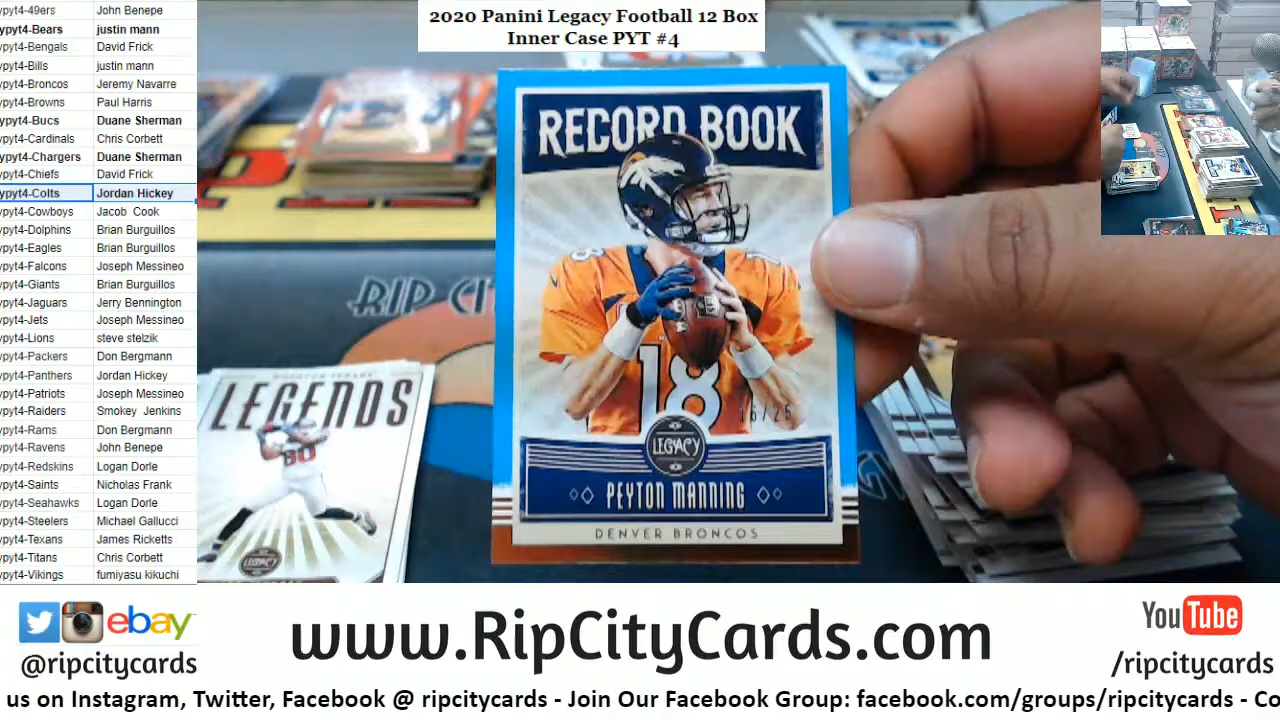 ypyt4-49ers John Benepe
ypyt4-Bears justin mann
ypyt4-Bengals David Frick
ypyt4-Bills justin mann
ypyt4-Broncos Jeremy Navarre
ypyt4-Browns Paul Harris
ypyt4-Bucs Duane Sherman
ypyt4-Cardinals Chris Corbett
ypyt4-Chargers Duane Sherman
ypyt4-Chiefs David Frick
ypyt4-Colts Jordan Hickey
ypyt4-Cowboys Jacob Cook
ypyt4-Dolphins Brian Burguillos
ypyt4-Eagles Brian Burguillos
ypyt4-Falcons Joseph Messineo
ypyt4-Giants Brian Burguillos
ypyt4-Jaguars Jerry Bennington
ypyt4-Jets Joseph Messineo
ypyt4-Lions steve stelzik
ypyt4-Packers Don Bergmann
ypyt4-Panthers Jordan Hickey
ypyt4-Patriots Joseph Messineo
ypyt4-Raiders Smokey Jenkins
ypyt4-Rams Don Bergmann
ypyt4-Ravens John Benepe
ypyt4-Redskins Logan Dorle
ypyt4-Saints Nicholas Frank
ypyt4-Seahawks Logan Dorle
ypyt4-Steelers Michael Gallucci
ypyt4-Texans James Ricketts
ypyt4-Titans Chris Corbett
ypyt4-Vikings fumiyasu kikuchi
2020 Panini Legacy Football 12 Box
Inner Case PYT #4
RECORD BOOK
18
16/25
LEGACY
PEYTON MANNING
DENVER BRONCOS
RIP CI
LEGENDS
80
LEGACY
ebay
@ripcitycards
www.RipCityCards.com
YouTube
/ripcitycards
us on Instagram, Twitter, Facebook @ ripcitycards - Join Our Facebook Group: facebook.com/groups/ripcitycards - Co